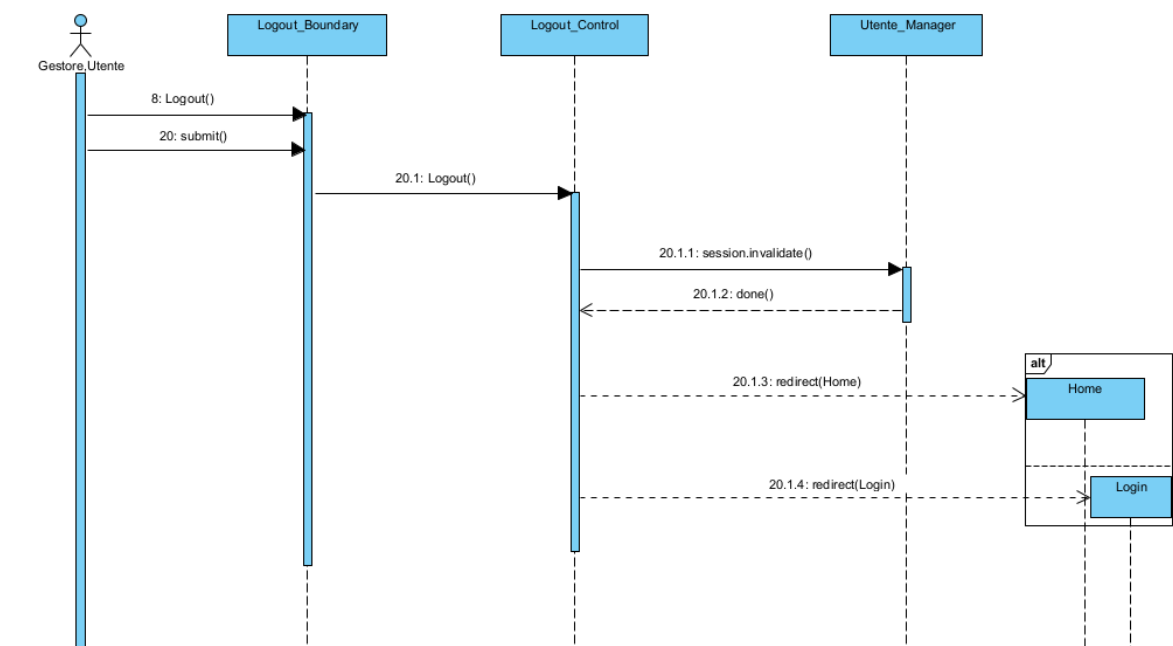 Logout_Boundary
Logout_Control
Utente_Manager
Gestore,Utente
8: Logout()
20: submit()
20.1: Logout()
20.1.1: session.invalidate()
20.1.2: done()
alt
20.1.3: redirect(Home)
Home
20.1.4: redirect(Login)
Login